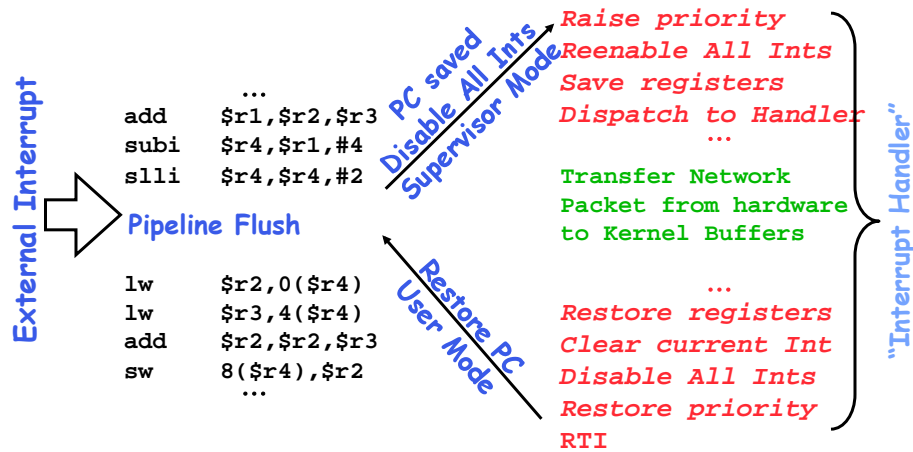 External Interrupt
…
add $r1,$r2,$r3
subi $r4,$r1,#4
slli $r4,$r4,#2
Pipeline Flush
lw $r2,0($r4)
lw $r3,4($r4)
add $r2,$r2,$r3
sw 8($r4),$r2
…
PC saved
Disable All Ints
Supervisor Mode
Restore PC
User Mode
Raise priority
Reenable All Ints
Save registers
Dispatch to Handler
…
Transfer Network
Packet from hardware
to Kernel Buffers
…
Restore registers
Clear current Int
Disable All Ints
Restore priority
RTI
“Interrupt Handler”